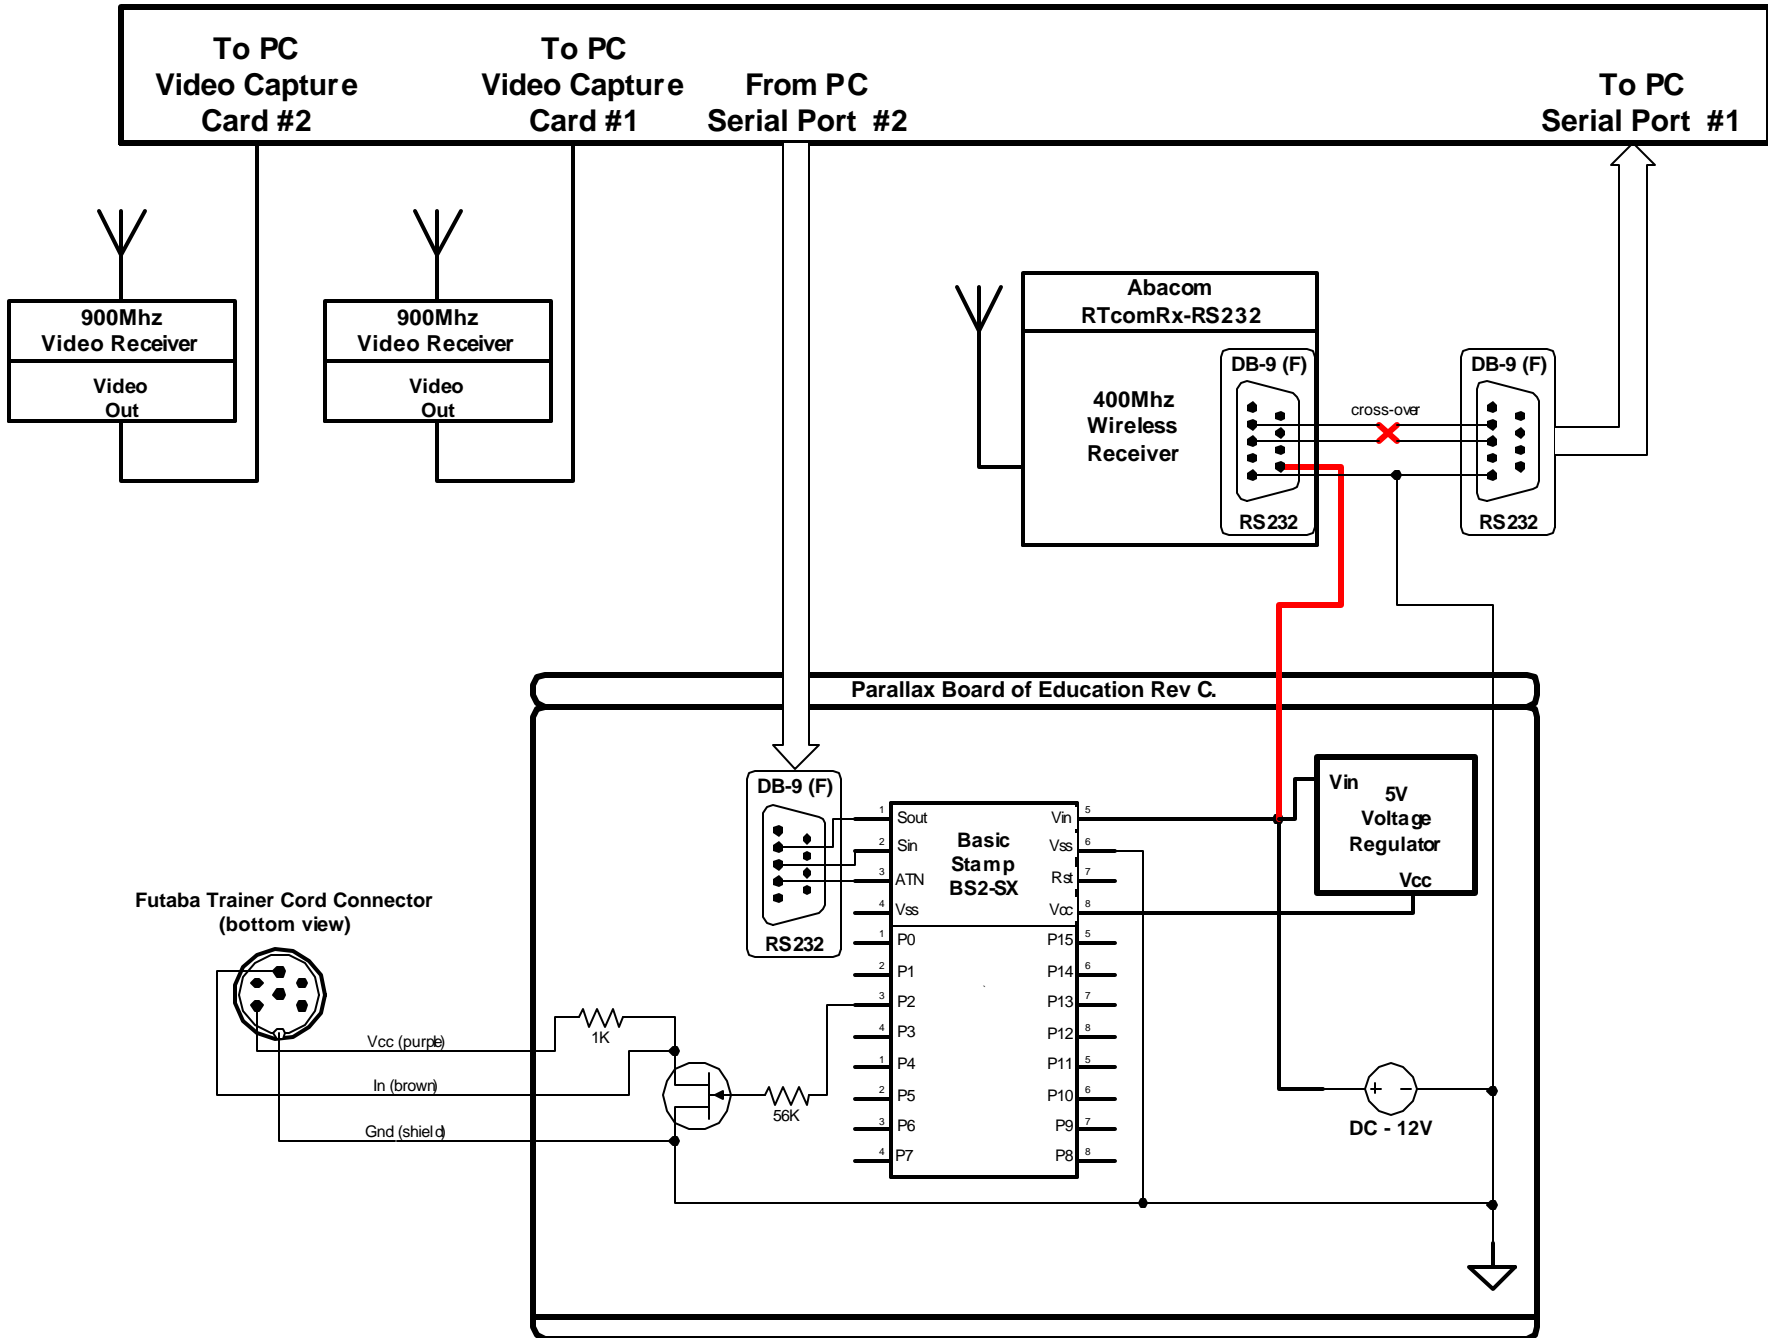 To PC
Video Capture
Card #2
To PC
Video Capture
Card #1
From PC
Serial Port #2
To PC
Serial Port #1
900Mhz
Video Receiver
Video
Out
900Mhz
Video Receiver
Video
Out
Abacom
RTcomRx-RS232
400Mhz
Wireless
Receiver
DB-9 (F)
RS232
cross-over
DB-9 (F)
RS232
Parallax Board of Education Rev C.
DB-9 (F)
RS232
Basic
Stamp
BS2-SX
1 Sout
2 Sin
3 ATN
4 Vss
1 P0
2 P1
3 P2
4 P3
1 P4
2 P5
3 P6
4 P7
Vin 5
Vss 6
Rst 7
Vcc 8
P15 5
P14 6
P13 7
P12 8
P11 5
P10 6
P9 7
P8 8
Vin
5V
Voltage
Regulator
Vcc
+ -
DC - 12V
Futaba Trainer Cord Connector
(bottom view)
Vcc (purple)
In (brown)
Gnd (shield)
1K
56K